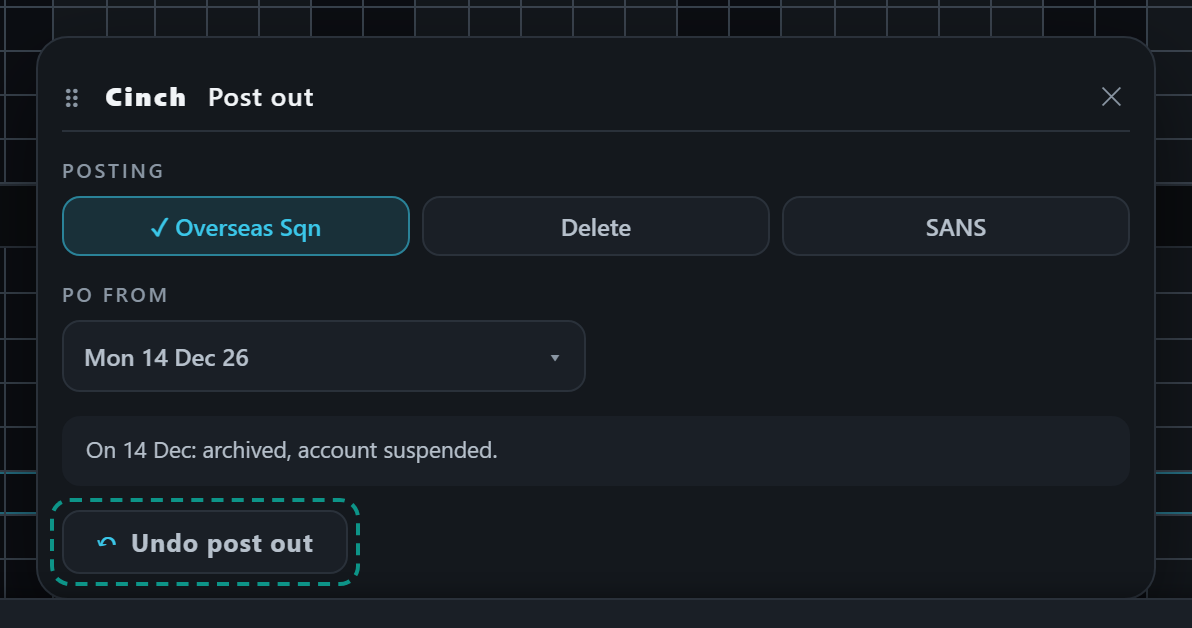 Cinch Post out
POSTING
✓ Overseas Sqn
Delete
SANS
PO FROM
Mon 14 Dec 26
On 14 Dec: archived, account suspended.
Undo post out